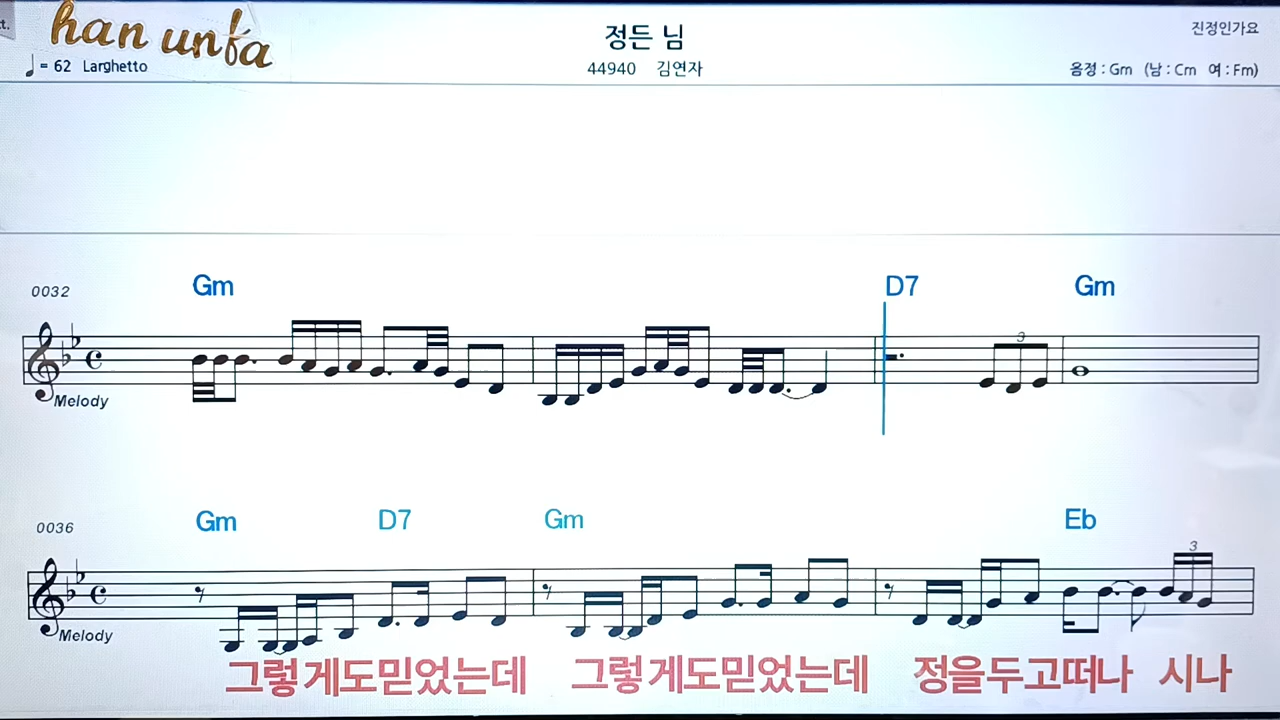 t.
han unfa
정든 님
진정인가요
♩= 62 Larghetto
44940 김연자
음정 : Gm (남 : Cm 여 : Fm)
0032
Gm
D7
Gm
3
Melody
0036
Gm
D7
Gm
Eb
3
Melody
그렇게도믿었는데 그렇게도믿었는데 정을두고떠나 시나